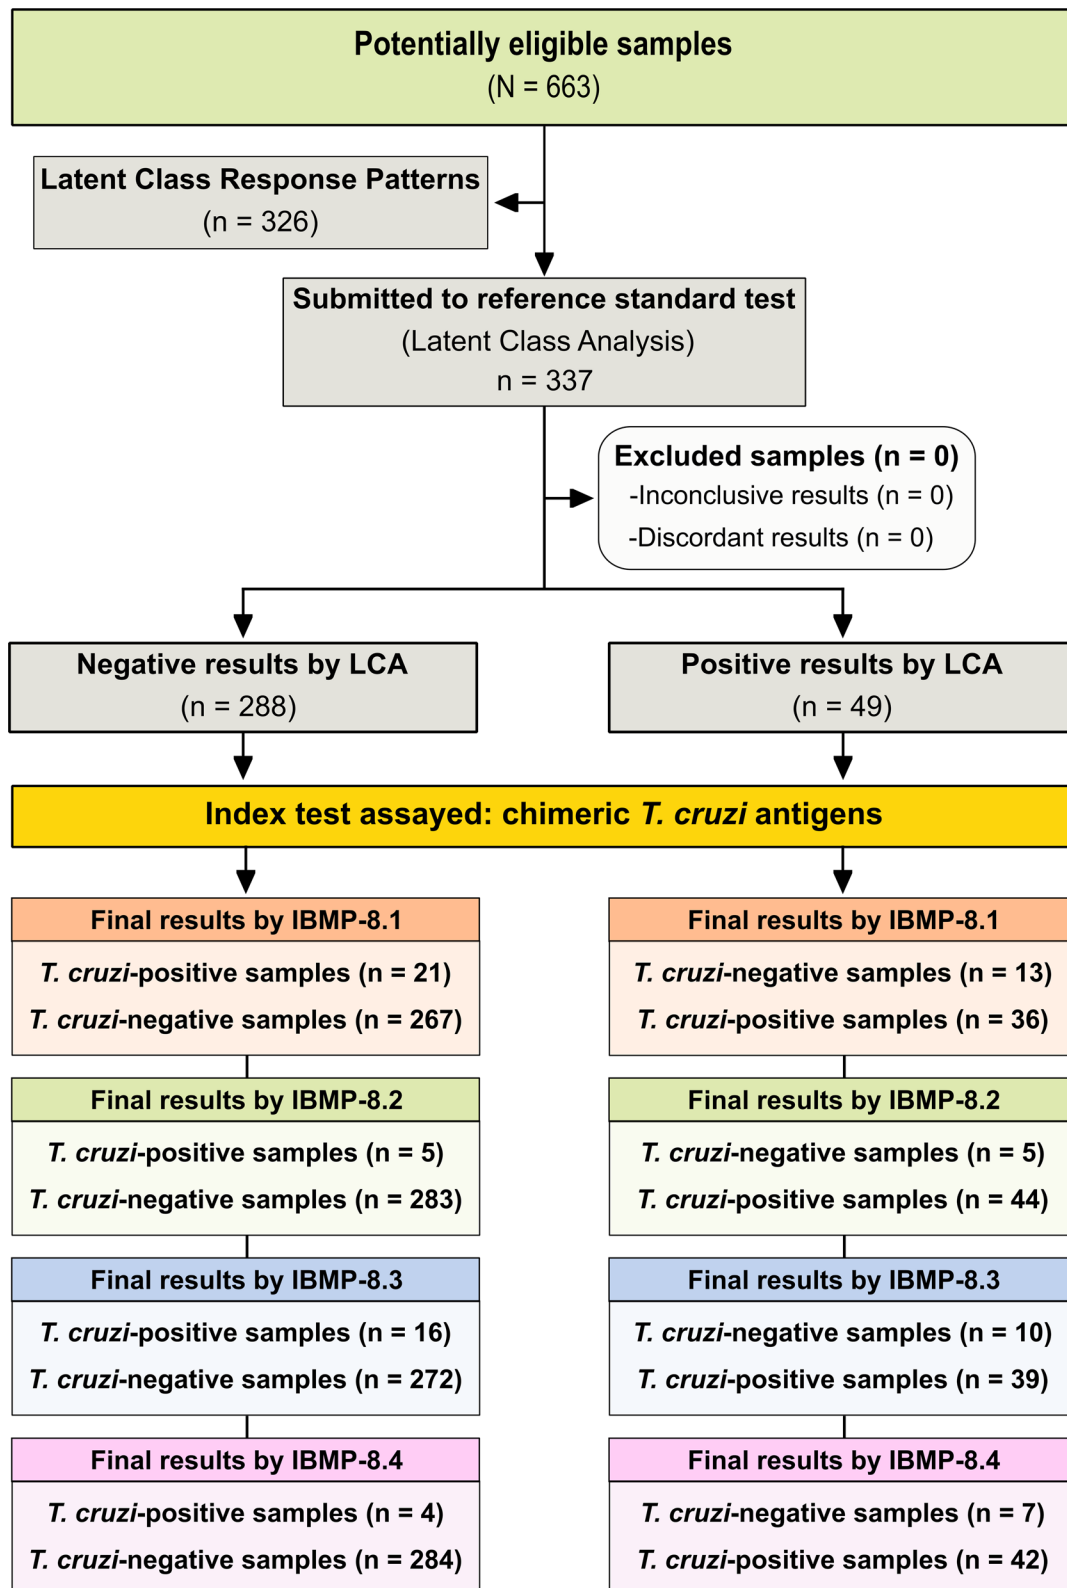 Potentially eligible samples
(N = 663)
Latent Class Response Patterns
(n = 326)
Submitted to reference standard test
(Latent Class Analysis)
n = 337
Excluded samples (n = 0)
-Inconclusive results (n = 0)
-Discordant results (n = 0)
Negative results by LCA
(n = 288)
Positive results by LCA
(n = 49)
Index test assayed: chimeric T. cruzi antigens
Final results by IBMP-8.1
T. cruzi-positive samples (n = 21)
T. cruzi-negative samples (n = 267)
Final results by IBMP-8.1
T. cruzi-negative samples (n = 13)
T. cruzi-positive samples (n = 36)
Final results by IBMP-8.2
T. cruzi-positive samples (n = 5)
T. cruzi-negative samples (n = 283)
Final results by IBMP-8.2
T. cruzi-negative samples (n = 5)
T. cruzi-positive samples (n = 44)
Final results by IBMP-8.3
T. cruzi-positive samples (n = 16)
T. cruzi-negative samples (n = 272)
Final results by IBMP-8.3
T. cruzi-negative samples (n = 10)
T. cruzi-positive samples (n = 39)
Final results by IBMP-8.4
T. cruzi-positive samples (n = 4)
T. cruzi-negative samples (n = 284)
Final results by IBMP-8.4
T. cruzi-negative samples (n = 7)
T. cruzi-positive samples (n = 42)